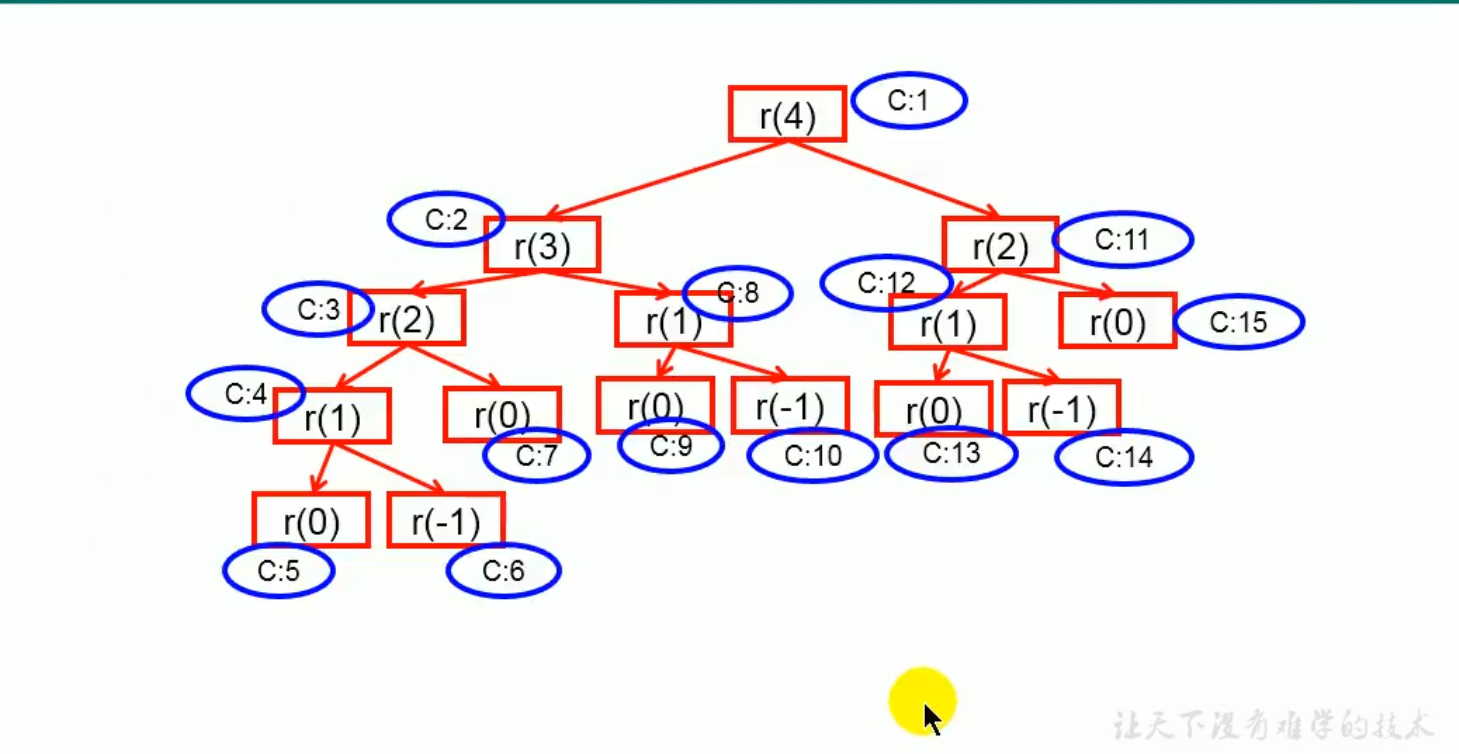 r(4) C:1
C:2 r(3) r(2) C:11
C:3 r(2) r(1) C:8 C:12 r(1) r(0) C:15
C:4 r(1) r(0) C:7 r(0) C:9 r(-1) C:10 r(0) C:13 r(-1) C:14
r(0) r(-1)
C:5 C:6
让天下没有难学的技术